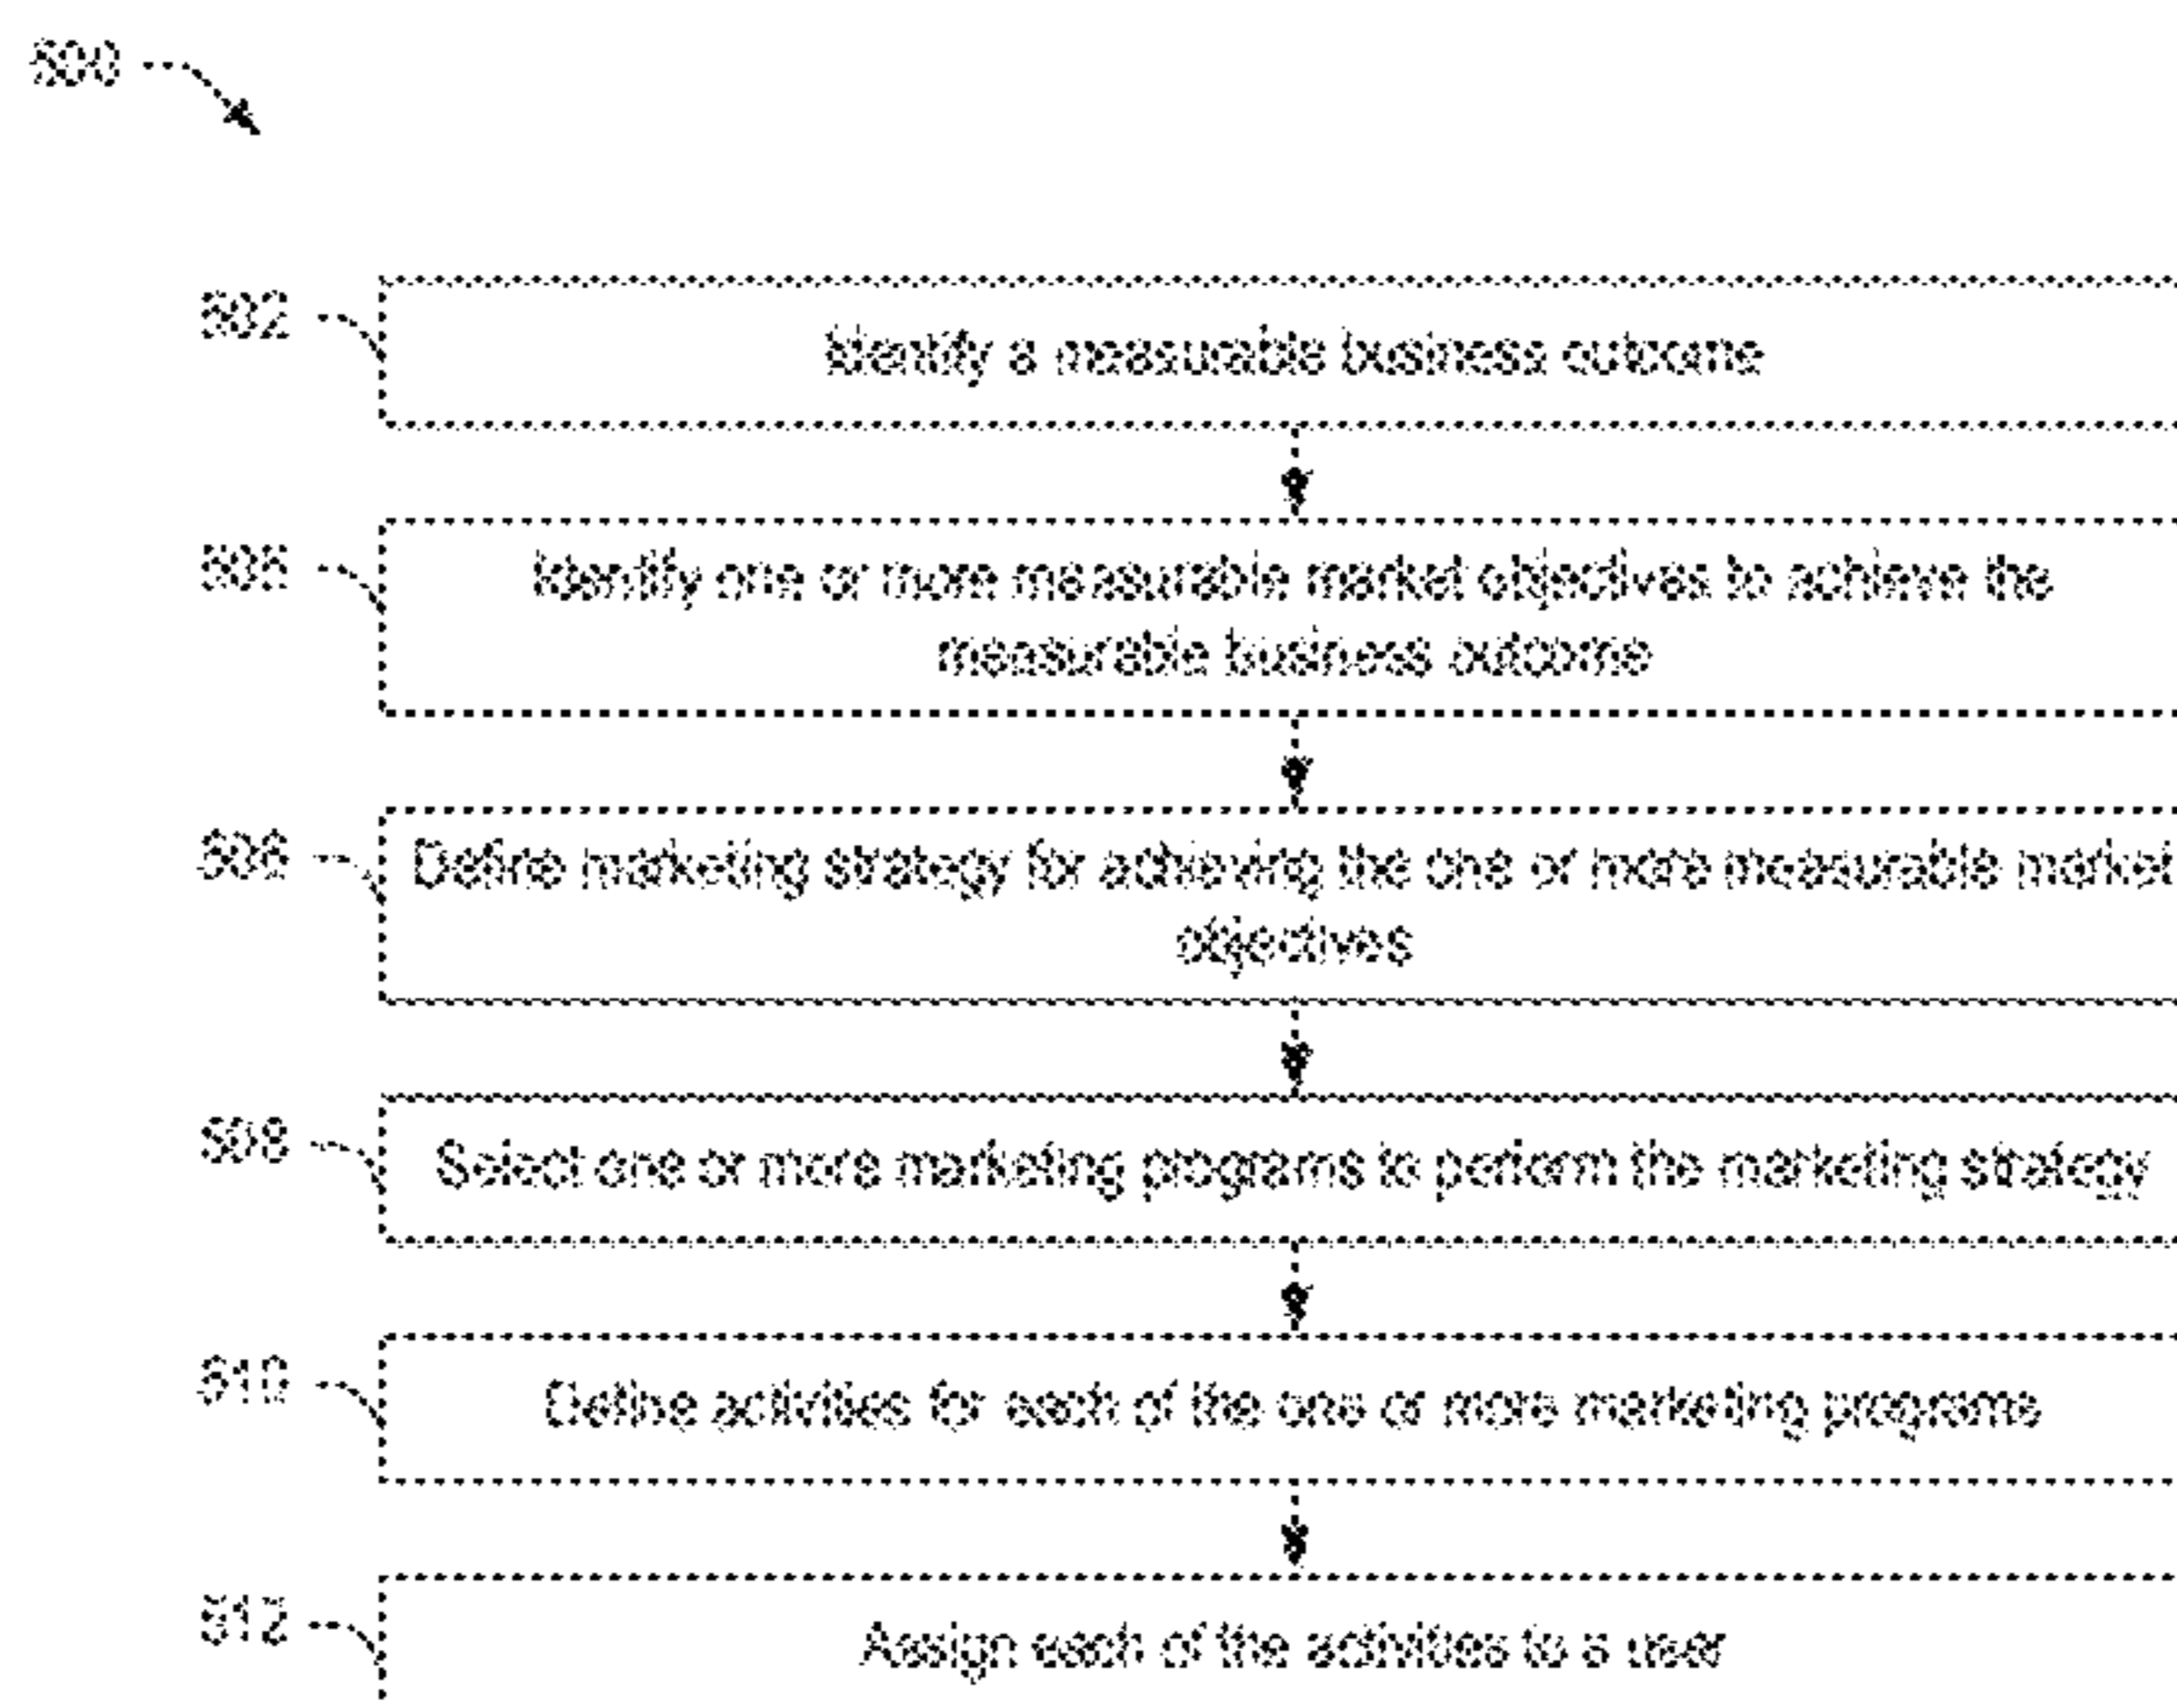 500
502
Identify a measurable business outcome
Identify one or more measurable market objectives to achieve the
measurable business outcome
506
Define marketing strategy for achieving the one or more measurable market
objectives
508
Select one or more marketing programs to perform the marketing strategy
510
Define activities for each of the one or more marketing programs
512
Assign each of the activities to a user